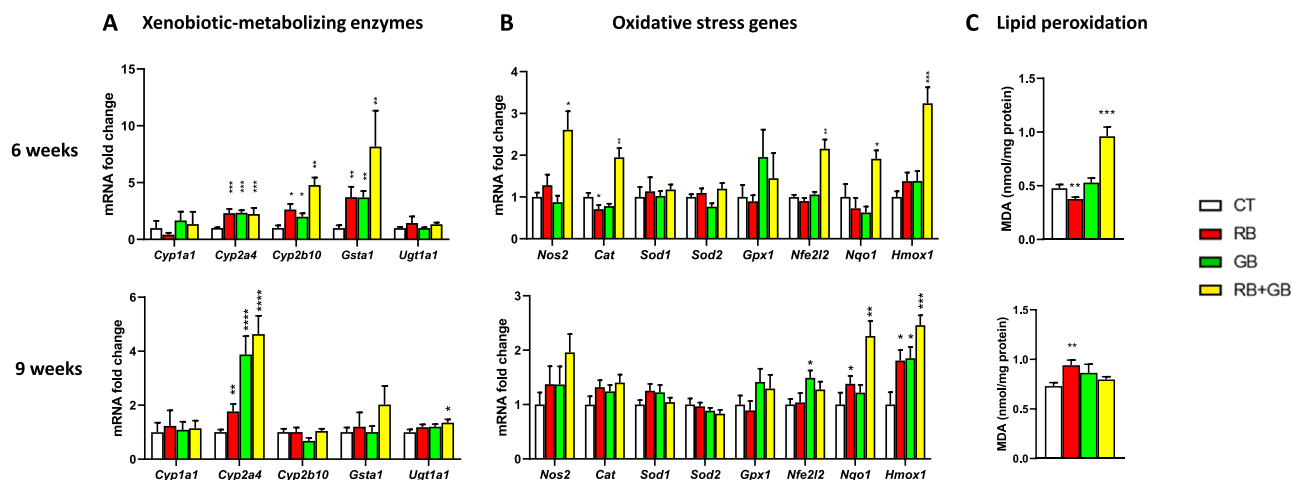 A Xenobiotic-metabolizing enzymes
B Oxidative stress genes
C Lipid peroxidation
6 weeks
mRNA fold change
15
10
5
0
*** *** *** * * ** ** ** **
Cyp1a1 Cyp2a4 Cyp2b10 Gsta1 Ugt1a1
mRNA fold change
4
3
2
1
0
* * ** ** * ***
Nos2 Cat Sod1 Sod2 Gpx1 Nfe2l2 Nqo1 Hmox1
MDA (nmol/mg protein)
1.5
1.0
0.5
0.0
** ***
CT
RB
GB
RB+GB
9 weeks
mRNA fold change
6
4
2
0
** **** **** *
Cyp1a1 Cyp2a4 Cyp2b10 Gsta1 Ugt1a1
mRNA fold change
3
2
1
0
* * ** * * ***
Nos2 Cat Sod1 Sod2 Gpx1 Nfe2l2 Nqo1 Hmox1
MDA (nmol/mg protein)
1.5
1.0
0.5
0.0
**